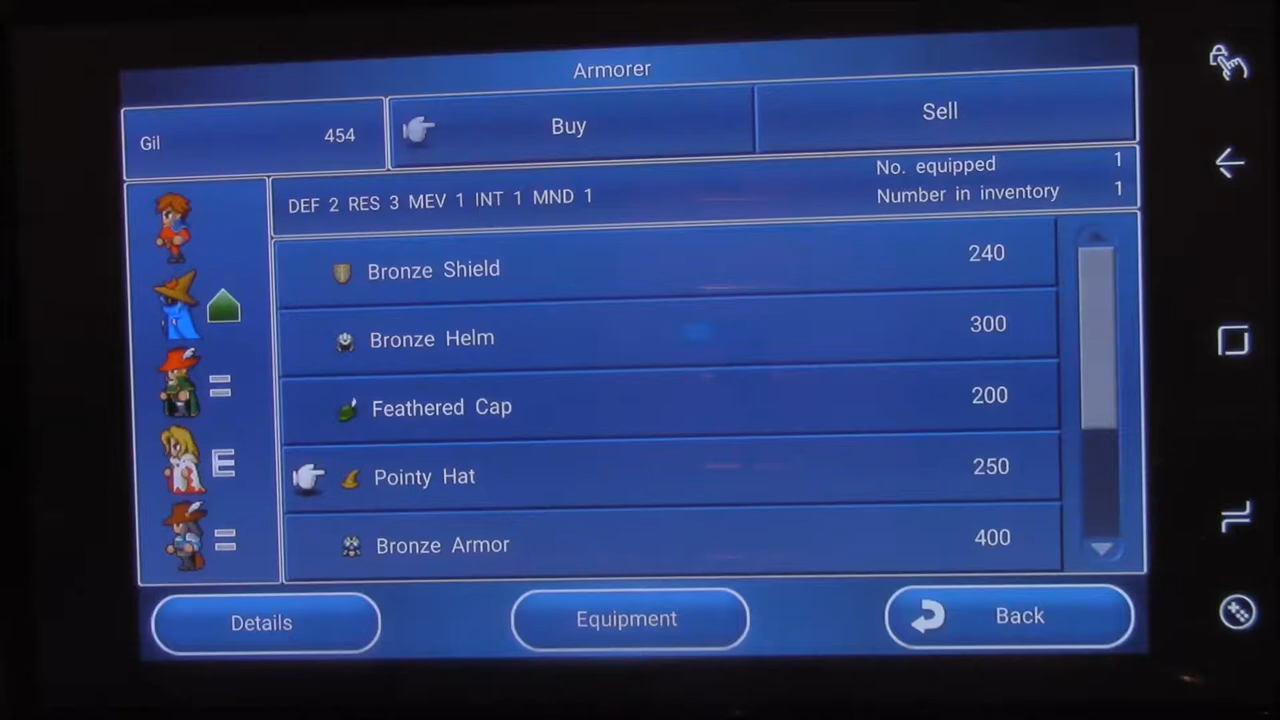 Armorer
Gil 454
Buy
Sell
DEF 2 RES 3 MEV 1 INT 1 MND 1
No. equipped 1
Number in inventory 1
Bronze Shield 240
Bronze Helm 300
Feathered Cap 200
E
Pointy Hat 250
Bronze Armor 400
Details
Equipment
Back